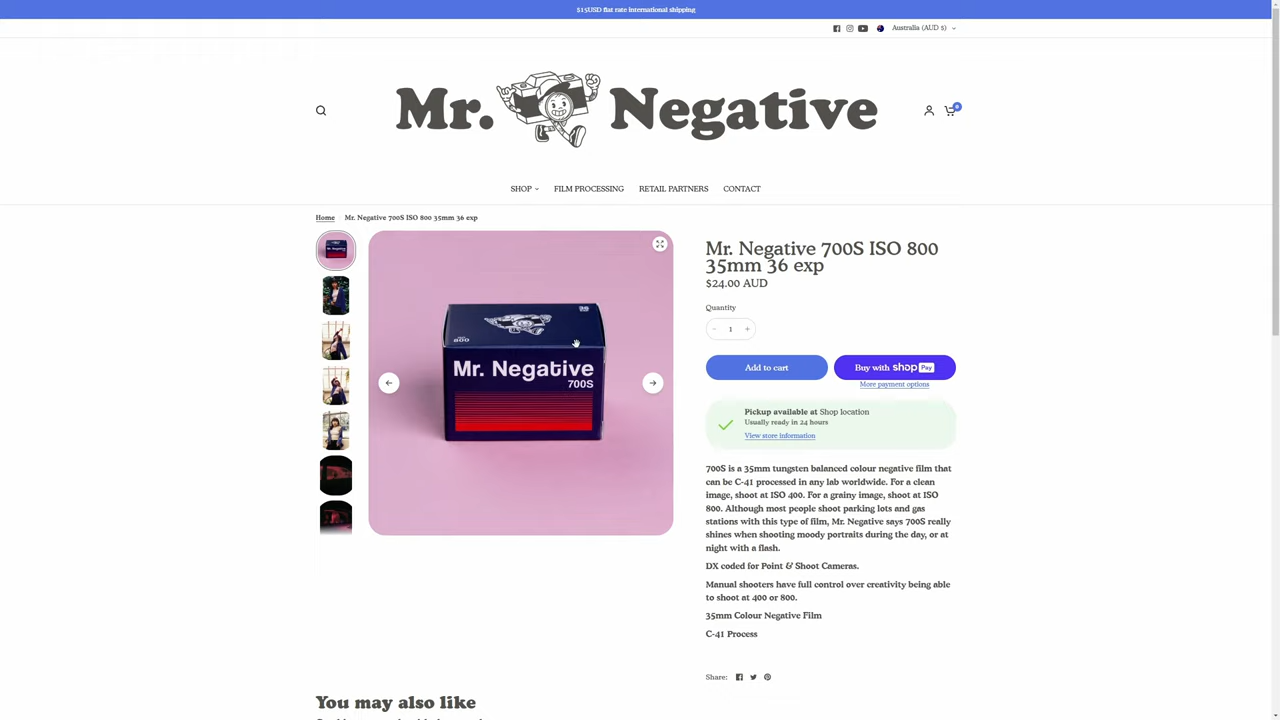 $15USD flat rate international shipping
Australia (AUD $)
Mr. Negative
0
SHOP
FILM PROCESSING
RETAIL PARTNERS
CONTACT
Home
Mr. Negative 700S ISO 800 35mm 36 exp
36
ISO
800
Mr. Negative
700S
Mr. Negative 700S ISO 800
35mm 36 exp
$24.00 AUD
Quantity
- 1 +
Add to cart
Buy with shop Pay
More payment options
Pickup available at Shop location
Usually ready in 24 hours
View store information
700S is a 35mm tungsten balanced colour negative film that
can be C-41 processed in any lab worldwide. For a clean
image, shoot at ISO 400. For a grainy image, shoot at ISO
800. Although most people shoot parking lots and gas
stations with this type of film, Mr. Negative says 700S really
shines when shooting moody portraits during the day, or at
night with a flash.
DX coded for Point & Shoot Cameras.
Manual shooters have full control over creativity being able
to shoot at 400 or 800.
35mm Colour Negative Film
C-41 Process
Share:
You may also like